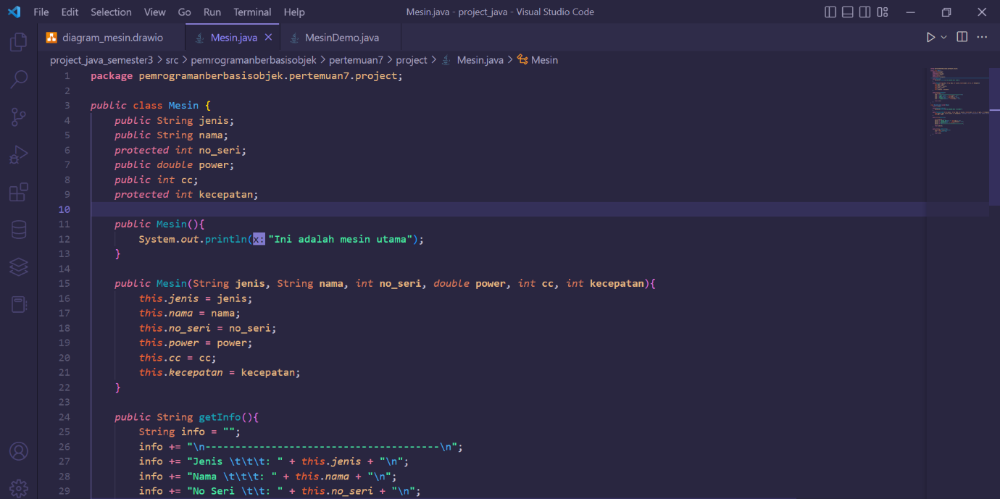 File Edit Selection View Go Run Terminal Help Mesin.java - project_java - Visual Studio Code
diagram_mesin.drawio Mesin.java MesinDemo.java
project_java_semester3 > src > pemrogramanberbasisobjek > pertemuan7 > project > Mesin.java > Mesin
1 package pemrogramanberbasisobjek.pertemuan7.project;
2
3 public class Mesin {
4 public String jenis;
5 public String nama;
6 protected int no_seri;
7 public double power;
8 public int cc;
9 protected int kecepatan;
10
11 public Mesin(){
12 System.out.println(x: "Ini adalah mesin utama");
13 }
14
15 public Mesin(String jenis, String nama, int no_seri, double power, int cc, int kecepatan){
16 this.jenis = jenis;
17 this.nama = nama;
18 this.no_seri = no_seri;
19 this.power = power;
20 this.cc = cc;
21 this.kecepatan = kecepatan;
22 }
23
24 public String getInfo(){
25 String info = "";
26 info += "\n---------------------------------------\n";
27 info += "Jenis \t\t\t: " + this.jenis + "\n";
28 info += "Nama \t\t\t: " + this.nama + "\n";
29 info += "No Seri \t\t: " + this.no_seri + "\n";